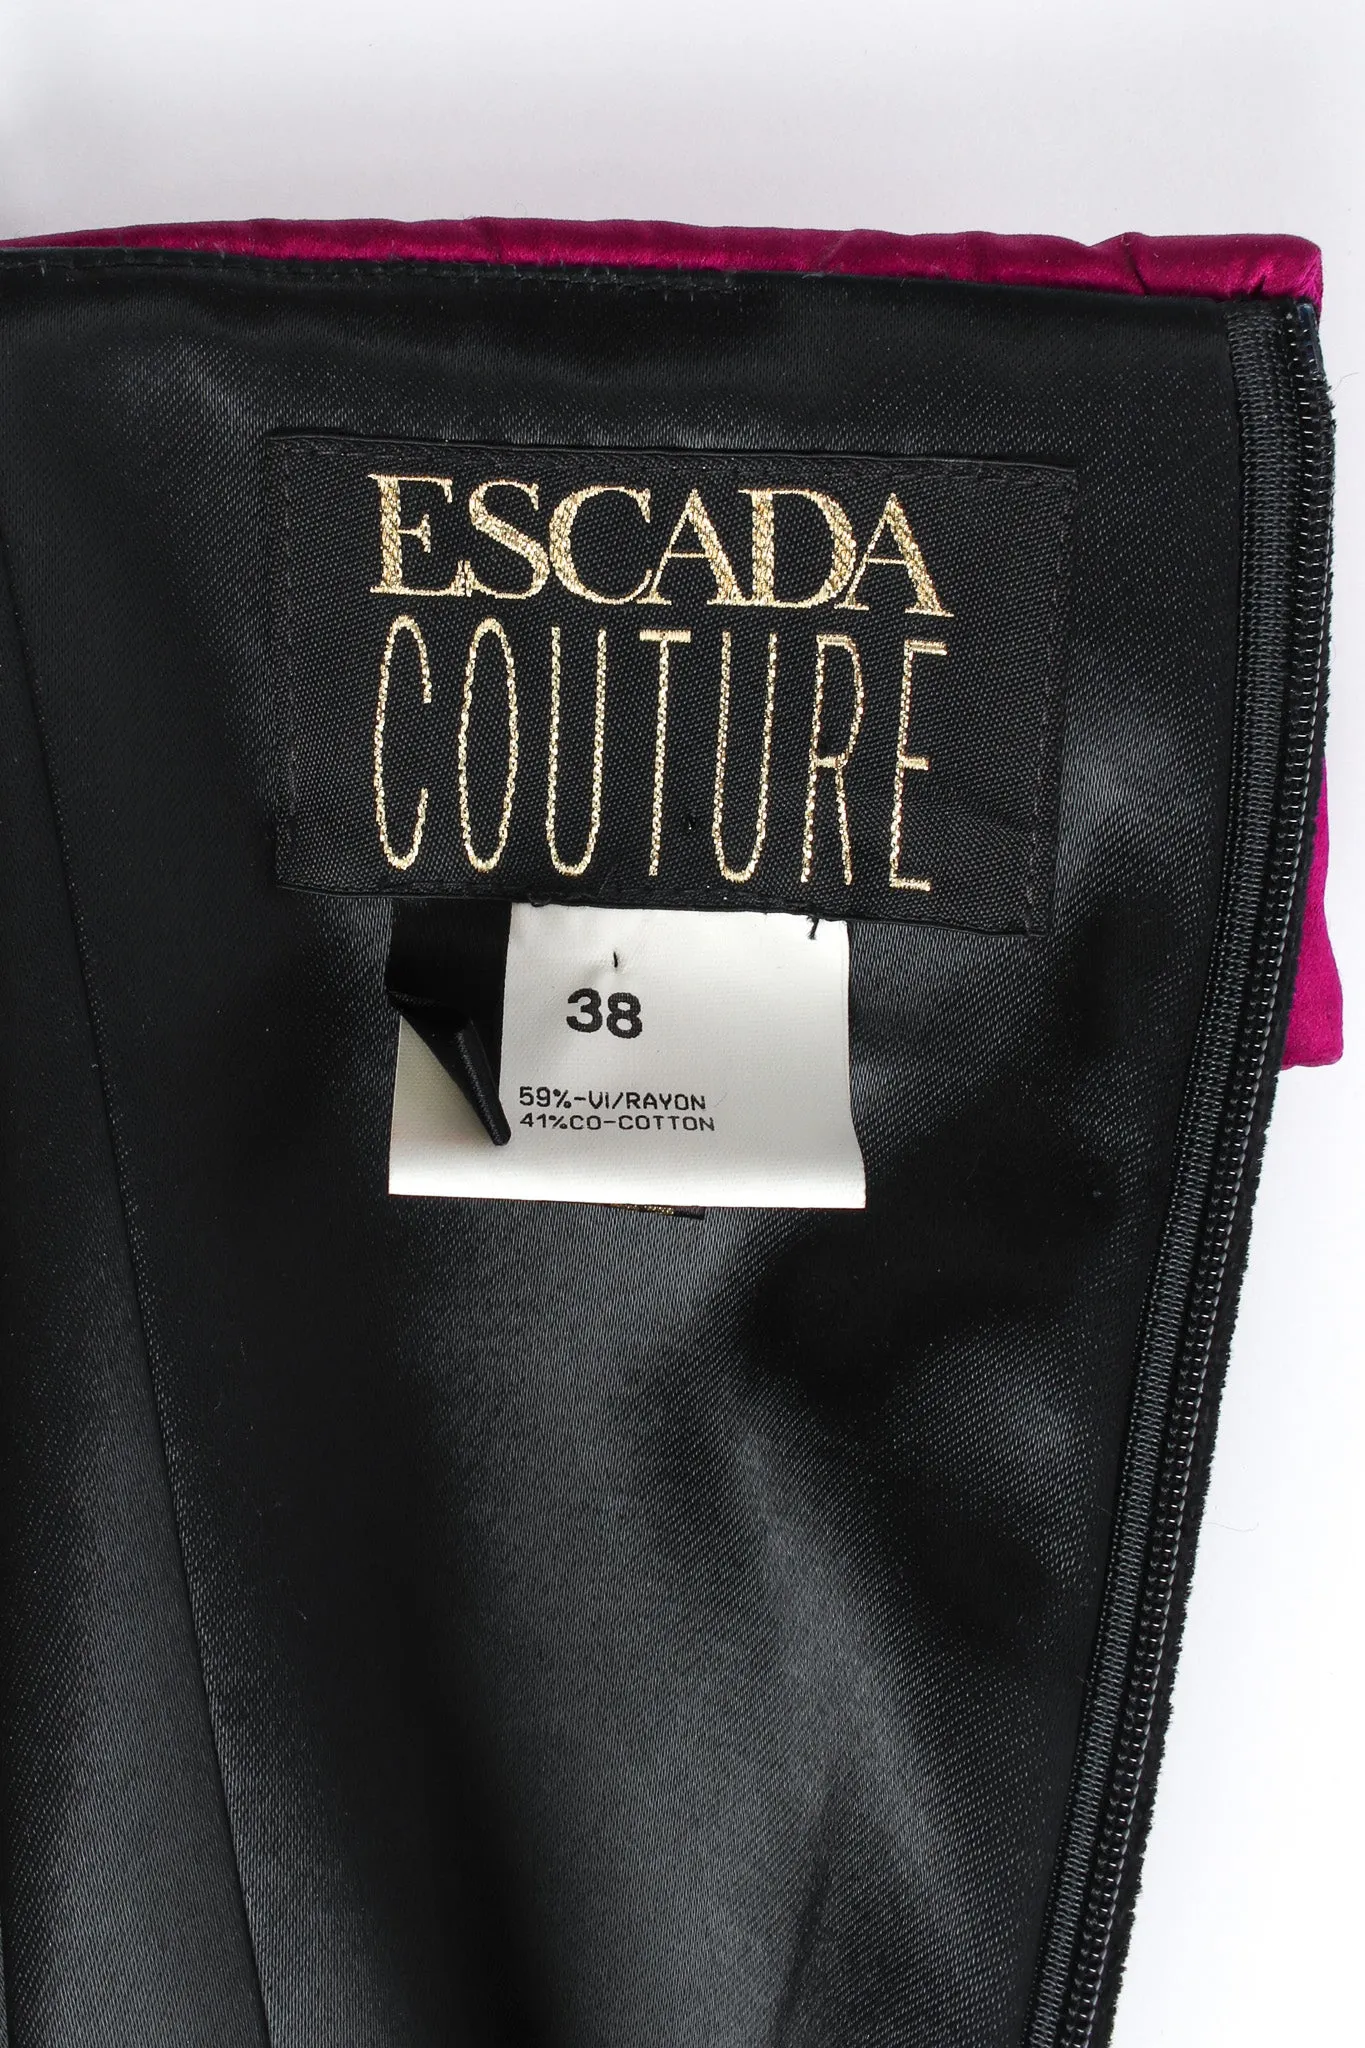 ESCADA
COUTURE
38
59%-VI/RAYON
41%CO-COTTON